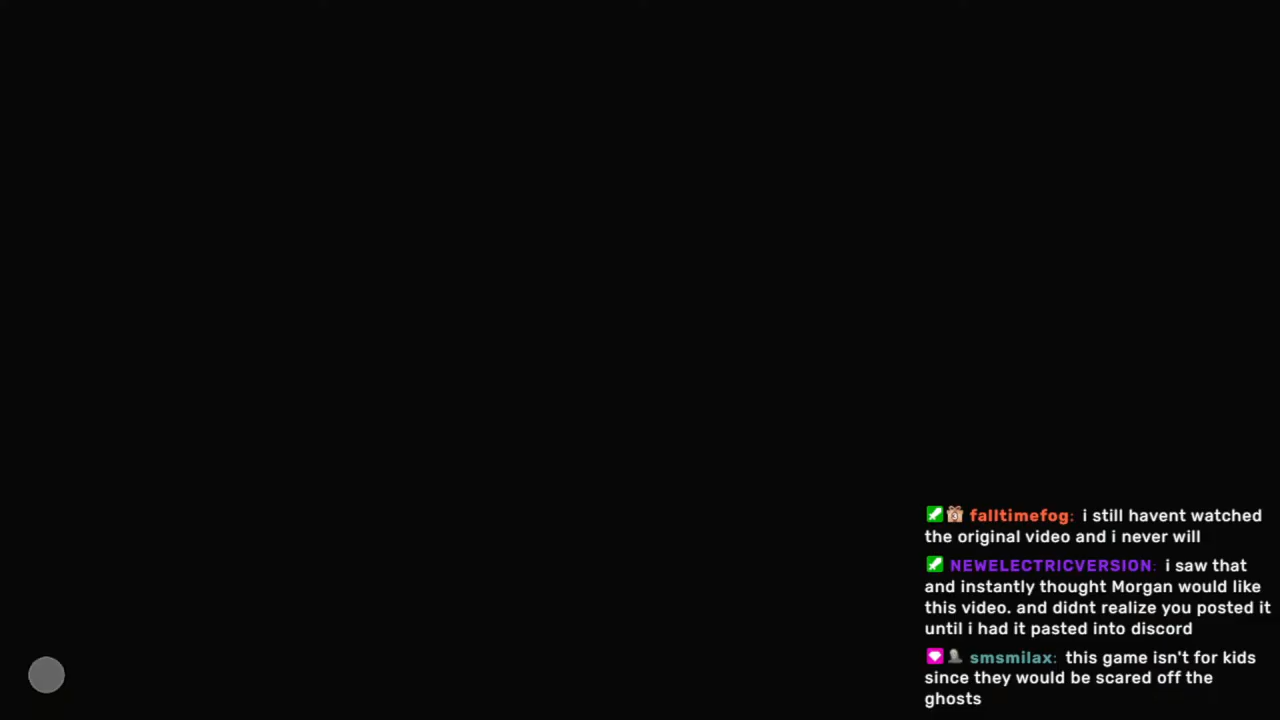 falltimefog: i still havent watched
the original video and i never will
NEWELECTRICVERSION: i saw that
and instantly thought Morgan would like
this video. and didnt realize you posted it
until i had it pasted into discord
smsmilax: this game isn't for kids
since they would be scared off the
ghosts